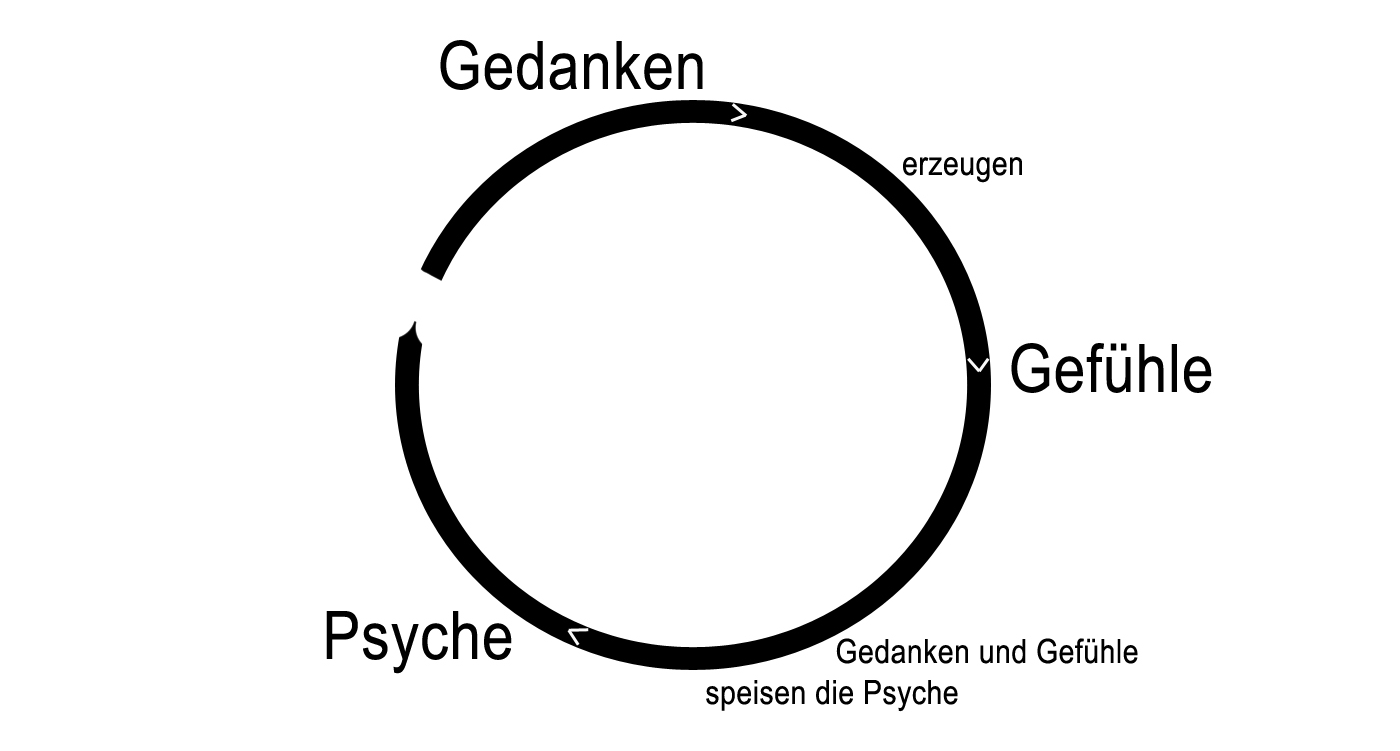 Gedanken
erzeugen
Gefühle
Gedanken und Gefühle
speisen die Psyche
Psyche